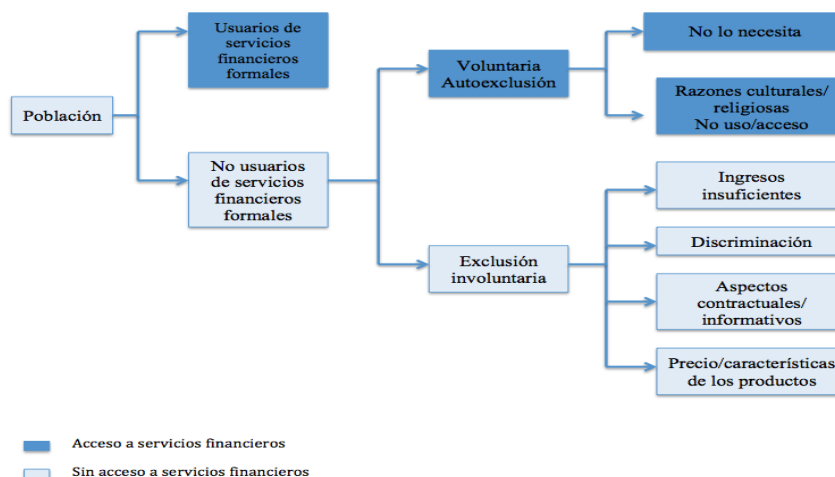 Usuarios de
servicios
financieros
formales
No lo necesita
Voluntaria
Autoexclusión
Razones culturales/
religiosas
No uso/acceso
Población
No usuarios
de servicios
financieros
formales
Ingresos
insuficientes
Discriminación
Exclusión
involuntaria
Aspectos
contractuales/
informativos
Precio/características
de los productos
Acceso a servicios financieros
Sin acceso a servicios financieros